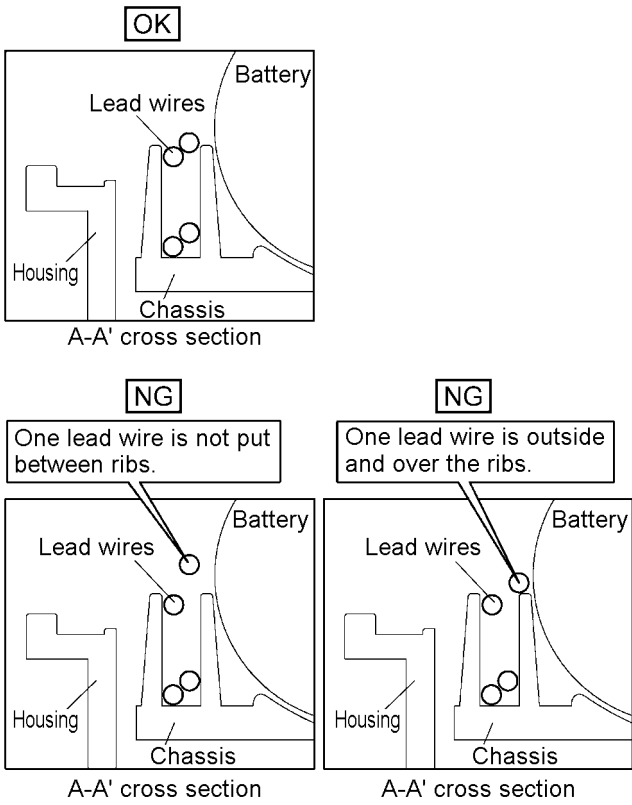 OK
Battery
Lead wires
Housing
Chassis
A-A' cross section
NG
One lead wire is not put
between ribs.
Battery
Lead wires
Housing
Chassis
A-A' cross section
NG
One lead wire is outside
and over the ribs.
Battery
Lead wires
Housing
Chassis
A-A' cross section